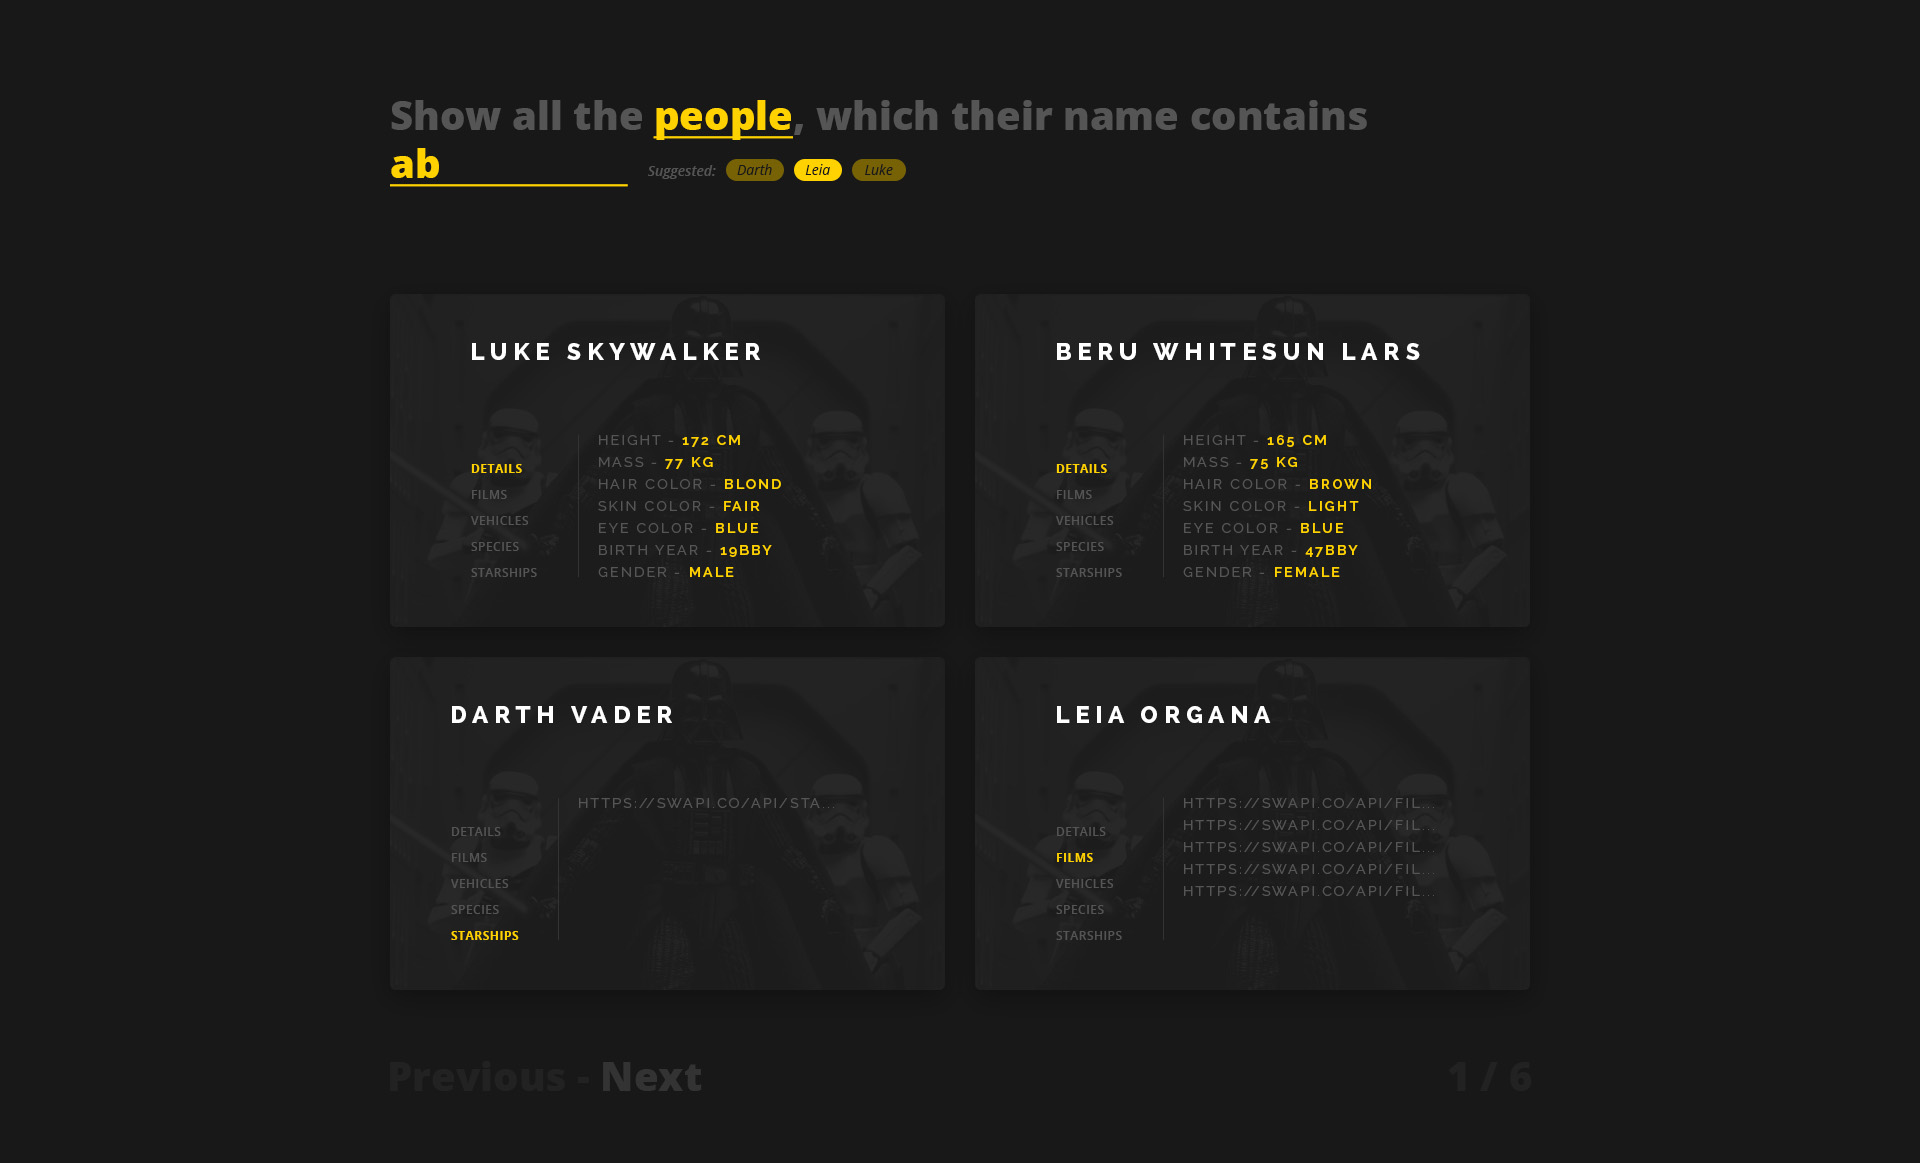 Show all the people, which their name contains
ab Suggested: Darth Leia Luke
LUKE SKYWALKER
DETAILS
FILMS
VEHICLES
SPECIES
STARSHIPS
HEIGHT - 172 CM
MASS - 77 KG
HAIR COLOR - BLOND
SKIN COLOR - FAIR
EYE COLOR - BLUE
BIRTH YEAR - 19BBY
GENDER - MALE
BERU WHITESUN LARS
DETAILS
FILMS
VEHICLES
SPECIES
STARSHIPS
HEIGHT - 165 CM
MASS - 75 KG
HAIR COLOR - BROWN
SKIN COLOR - LIGHT
EYE COLOR - BLUE
BIRTH YEAR - 47BBY
GENDER - FEMALE
DARTH VADER
DETAILS
FILMS
VEHICLES
SPECIES
STARSHIPS
HTTPS://SWAPI.CO/API/STA...
LEIA ORGANA
DETAILS
FILMS
VEHICLES
SPECIES
STARSHIPS
HTTPS://SWAPI.CO/API/FIL...
HTTPS://SWAPI.CO/API/FIL...
HTTPS://SWAPI.CO/API/FIL...
HTTPS://SWAPI.CO/API/FIL...
HTTPS://SWAPI.CO/API/FIL...
Previous - Next 1 / 6